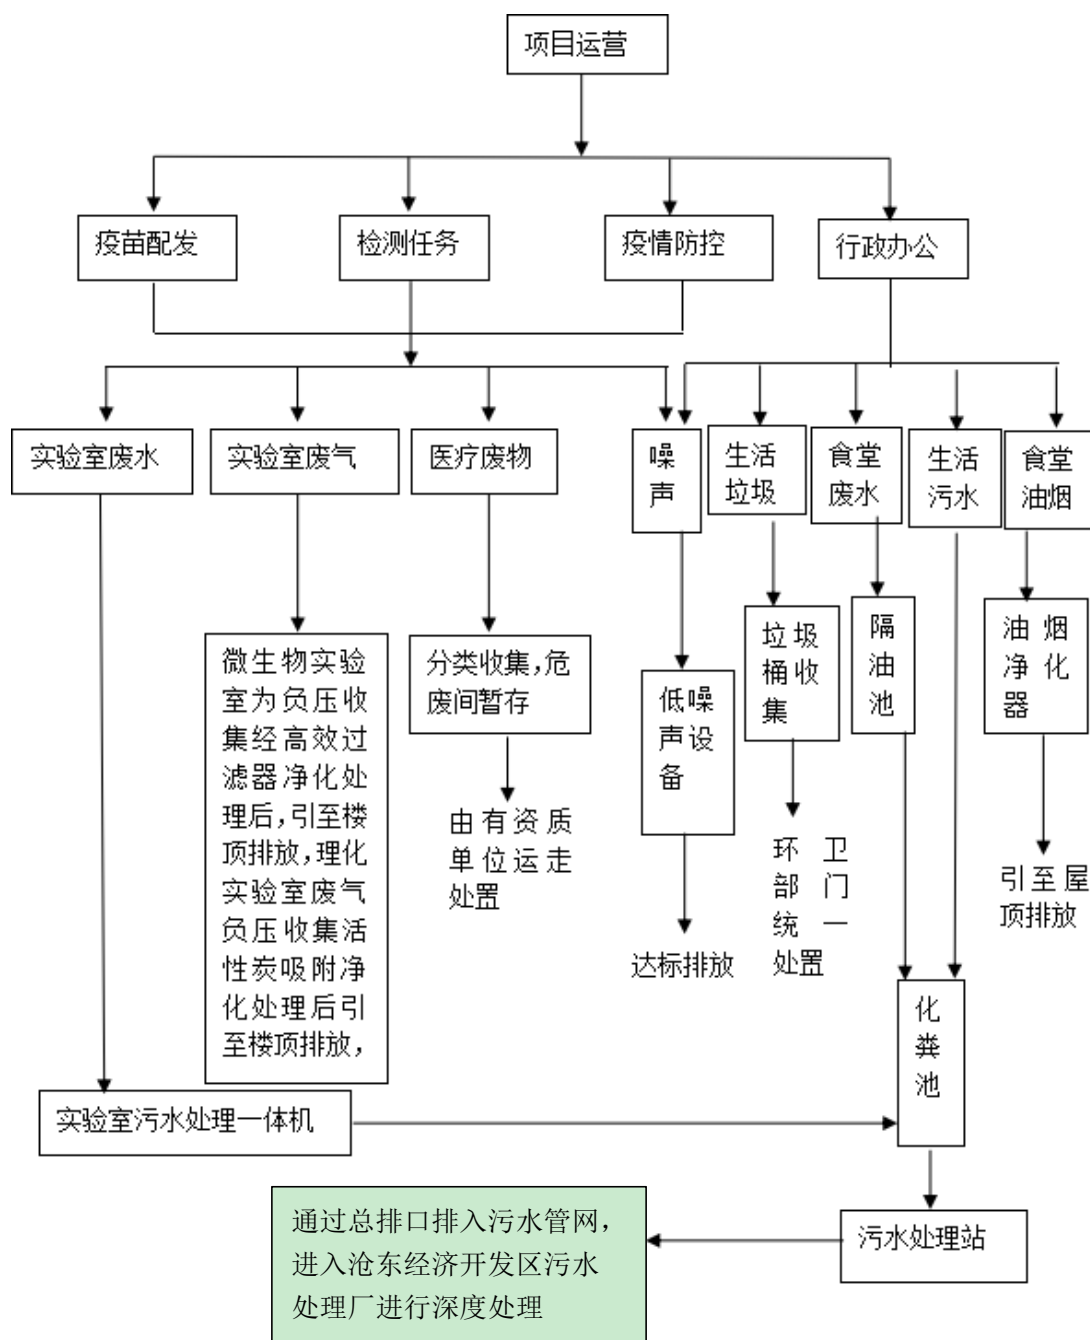 项目运营
疫苗配发
检测任务
疫情防控
行政办公
实验室废水
实验室废气
医疗废物
噪
声
生活
垃圾
食堂
废水
生活
污水
食堂
油烟
微生物实验
室为负压收
集经高效过
滤器净化处
理后,引至楼
顶排放,理化
实验室废气
负压收集活
性炭吸附净
化处理后引
至楼顶排放,
分类收集,危
废间暂存
由有资质
单位运走
处置
低噪
声设
备
达标排放
垃圾
桶收
集
环卫
部门
统一
处置
隔
油
池
油烟
净化
器
引至屋
顶排放
化
粪
池
实验室污水处理一体机
污水处理站
通过总排口排入污水管网，
进入沧东经济开发区污水
处理厂进行深度处理